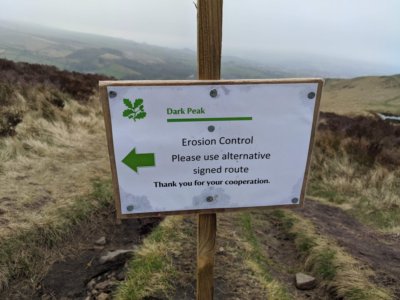 Dark Peak
Erosion Control
Please use alternative
signed route
Thank you for your cooperation.